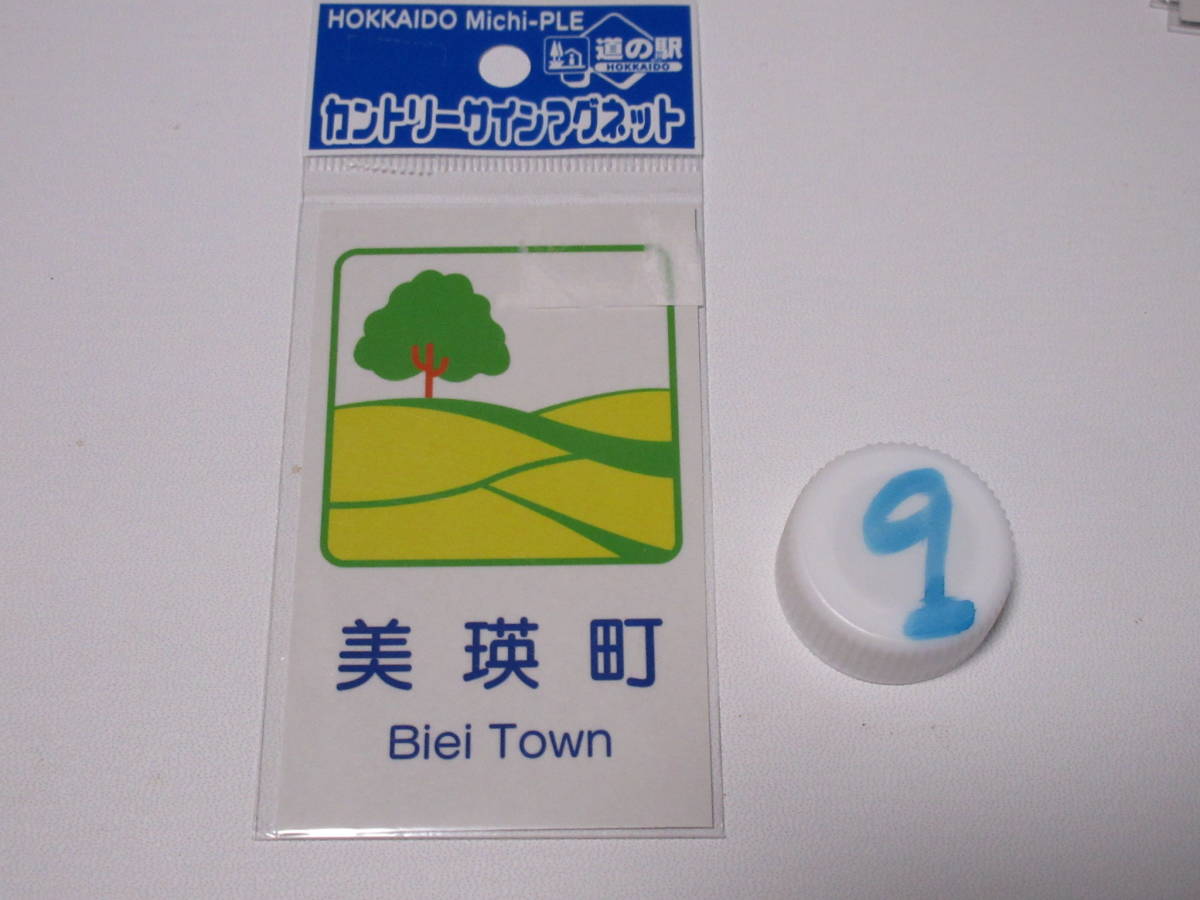 HOKKAIDO Michi-PLE
道の駅
HOKKAIDO
カントリーサインマグネット
美瑛町
Biei Town
9